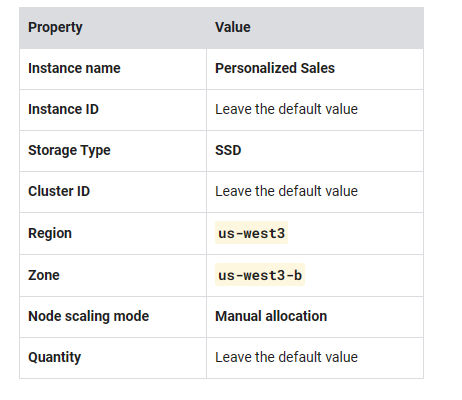 Property Value
Instance name Personalized Sales
Instance ID Leave the default value
Storage Type SSD
Cluster ID Leave the default value
Region us-west3
Zone us-west3-b
Node scaling mode Manual allocation
Quantity Leave the default value